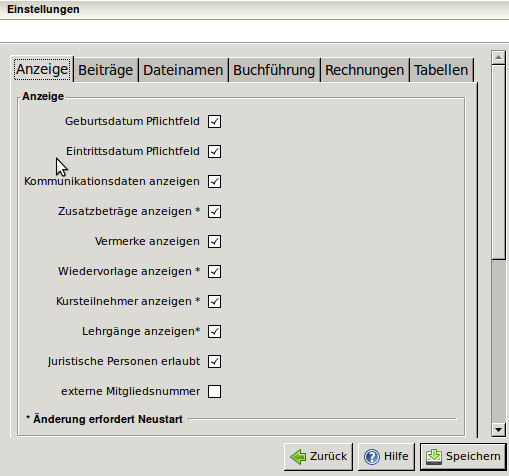 Einstellungen
Anzeige Beiträge Dateinamen Buchführung Rechnungen Tabellen
Anzeige
Geburtsdatum Pflichtfeld
Eintrittsdatum Pflichtfeld
Kommunikationsdaten anzeigen
Zusatzbeträge anzeigen *
Vermerke anzeigen
Wiedervorlage anzeigen *
Kursteilnehmer anzeigen *
Lehrgänge anzeigen*
Juristische Personen erlaubt
externe Mitgliedsnummer
* Änderung erfordert Neustart
Zurück Hilfe Speichern